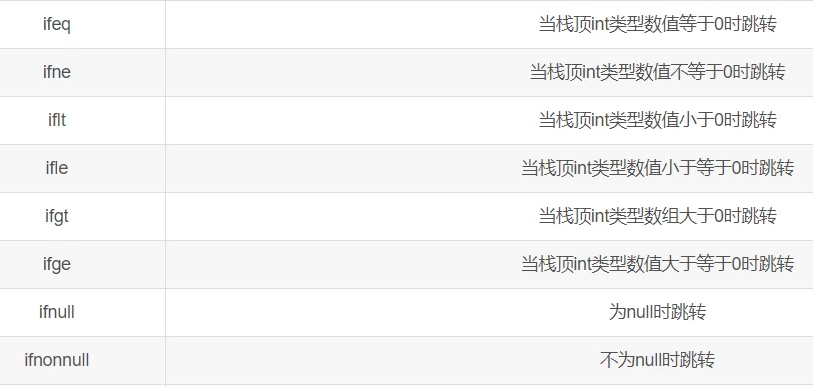 ifeq 当栈顶int类型数值等于0时跳转
ifne 当栈顶int类型数值不等于0时跳转
iflt 当栈顶int类型数值小于0时跳转
ifle 当栈顶int类型数值小于等于0时跳转
ifgt 当栈顶int类型数组大于0时跳转
ifge 当栈顶int类型数值大于等于0时跳转
ifnull 为null时跳转
ifnonnull 不为null时跳转